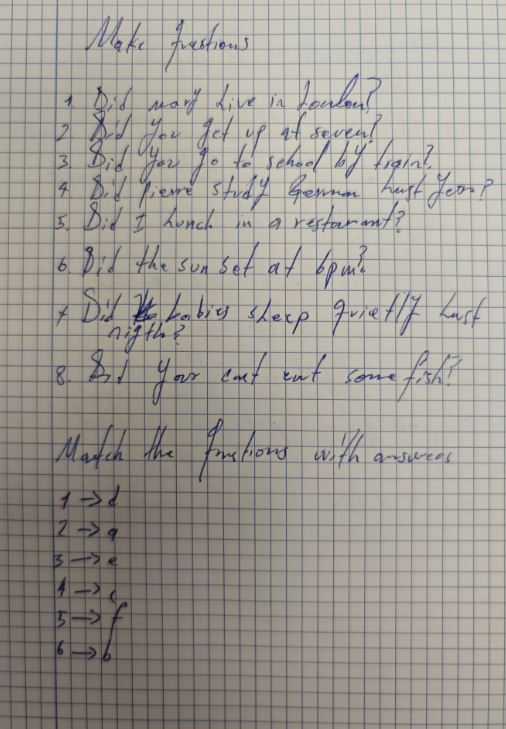 Make questions
1. Did mary live in London?
2. Did you get up at seven?
3. Did you go to school by train?
4. Did pierre study German last year?
5. Did I lunch in a restaurant?
6. Did the sun set at 6pm?
7. Did babies sleep quietly last
nigth?
8. Did your cat eat some fish?
Match the questions with answers
1 → d
2 → a
3 → e
4 → c
5 → f
6 → b